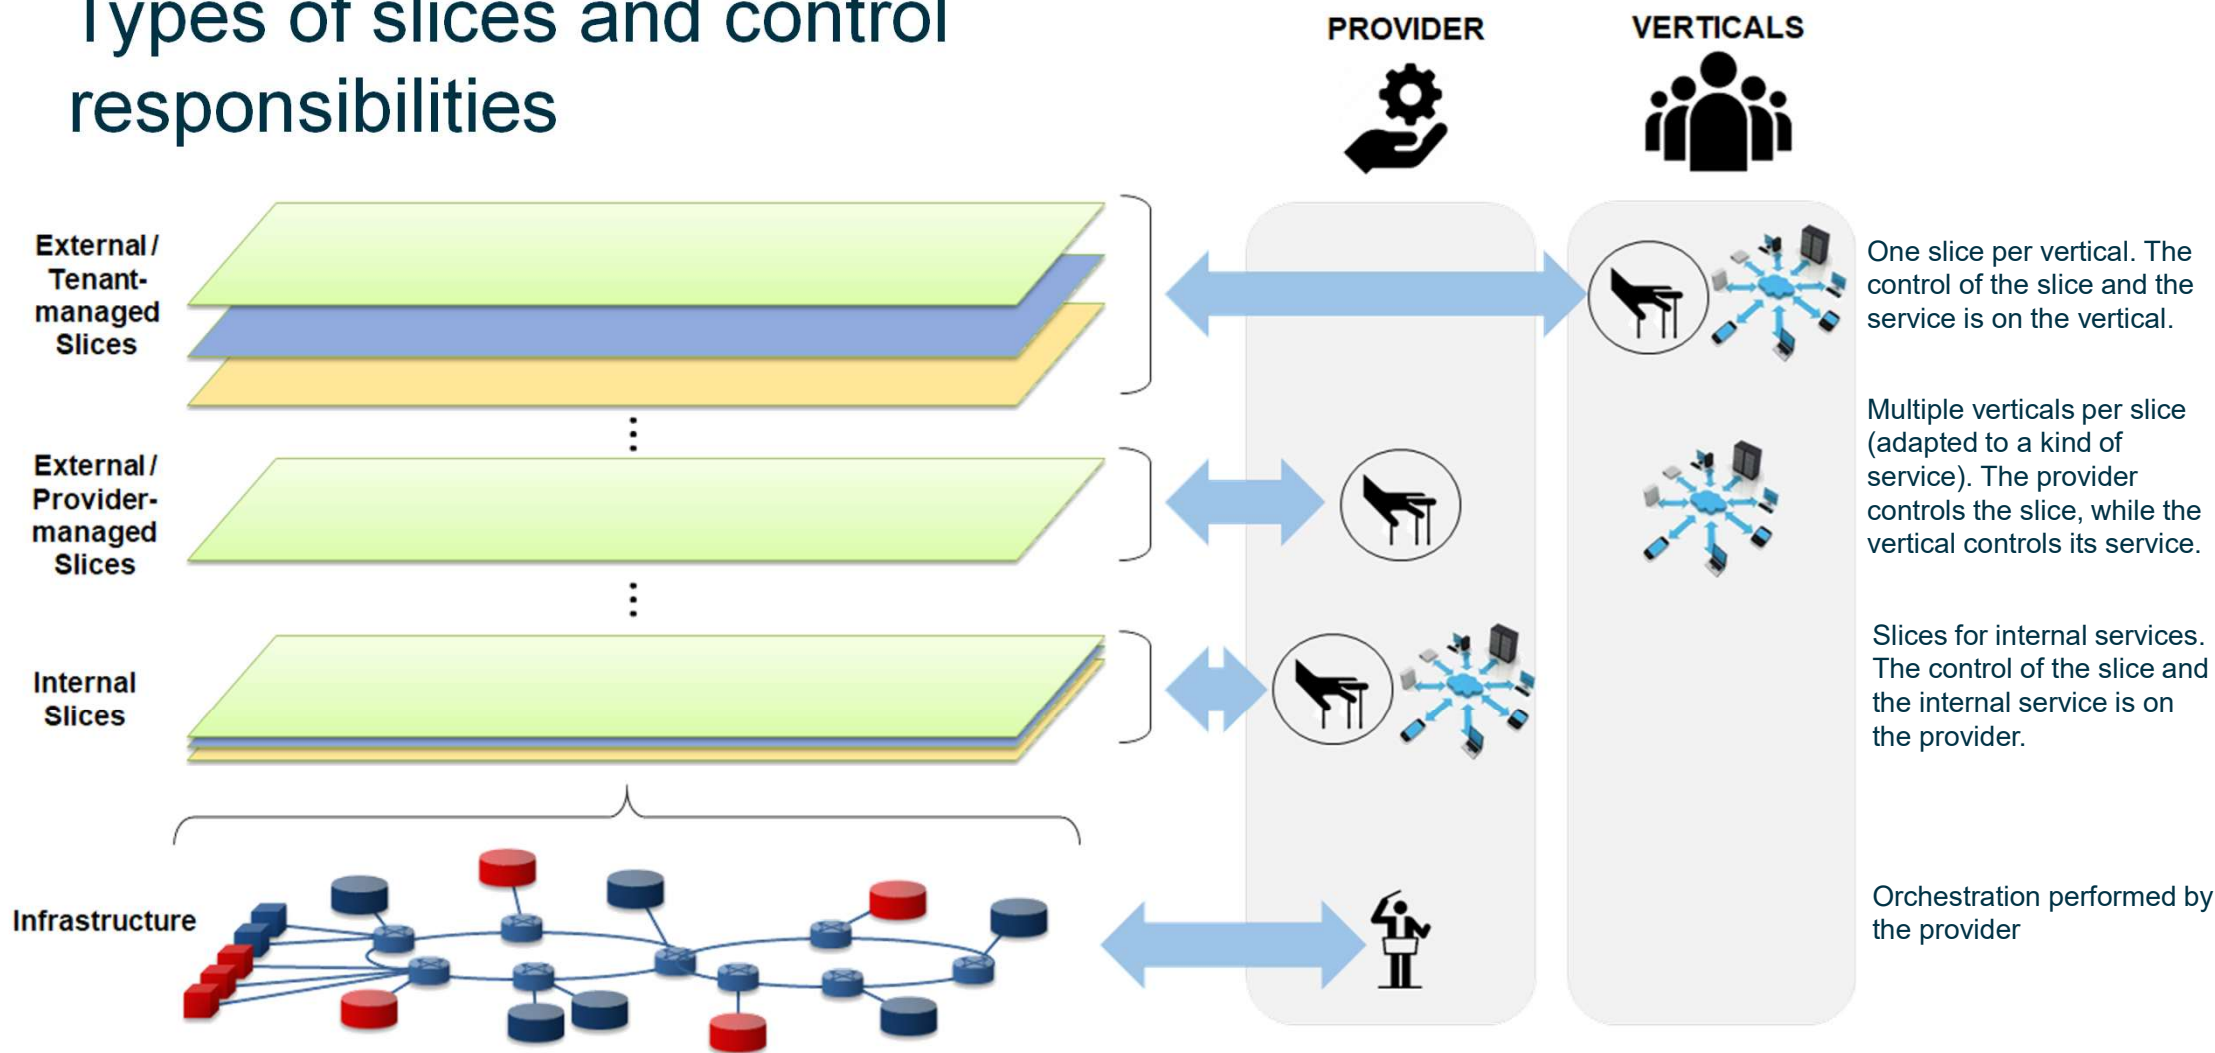 Types of slices and control
responsibilities
PROVIDER
VERTICALS
External /
Tenant-
managed
Slices
One slice per vertical. The
control of the slice and the
service is on the vertical.
External /
Provider-
managed
Slices
Multiple verticals per slice
(adapted to a kind of
service). The provider
controls the slice, while the
vertical controls its service.
Internal
Slices
Slices for internal services.
The control of the slice and
the internal service is on
the provider.
Infrastructure
Orchestration performed by
the provider